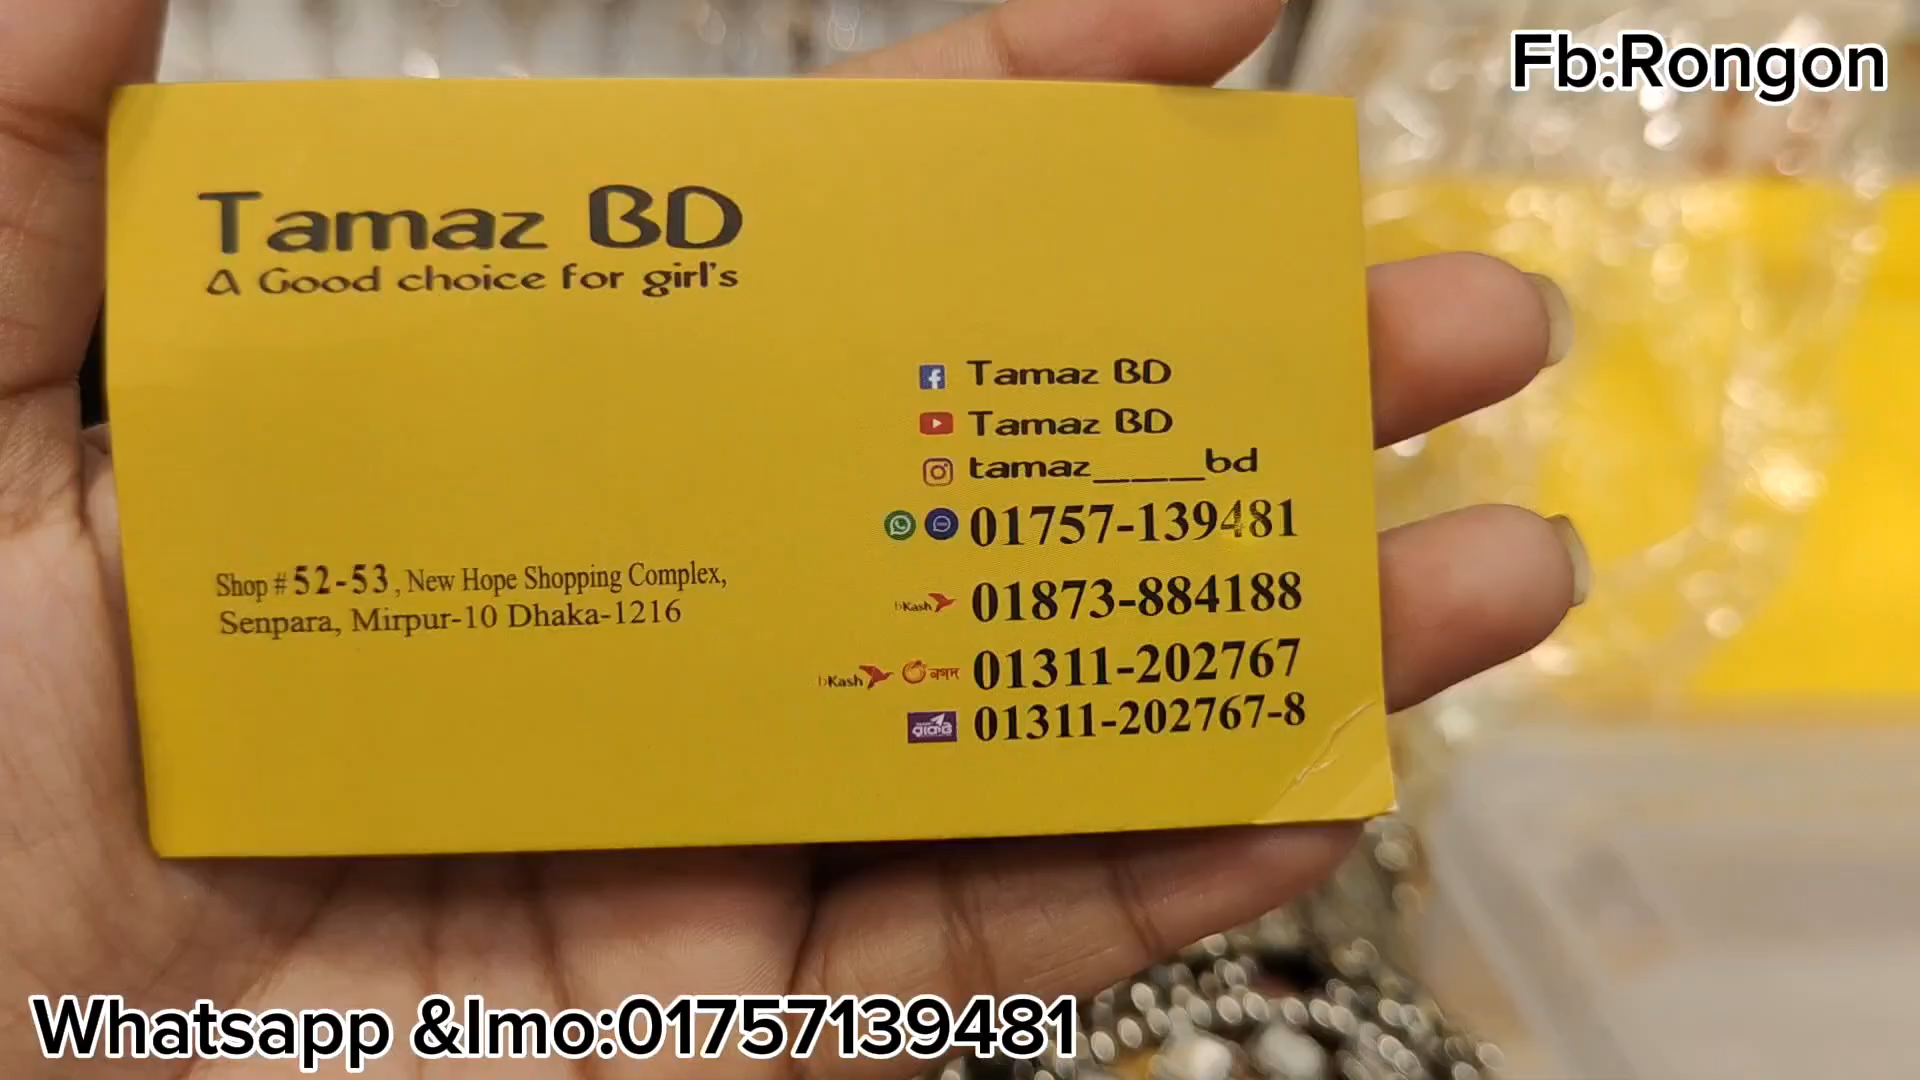 Fb:Rongon
Tamaz BD
A Good choice for girl's
Tamaz BD
Tamaz BD
tamaz____bd
01757-139481
Shop # 52-53, New Hope Shopping Complex,
Senpara, Mirpur-10 Dhaka-1216
bKash 01873-884188
bKash নগদ 01311-202767
01311-202767-8
Whatsapp &Imo:01757139481